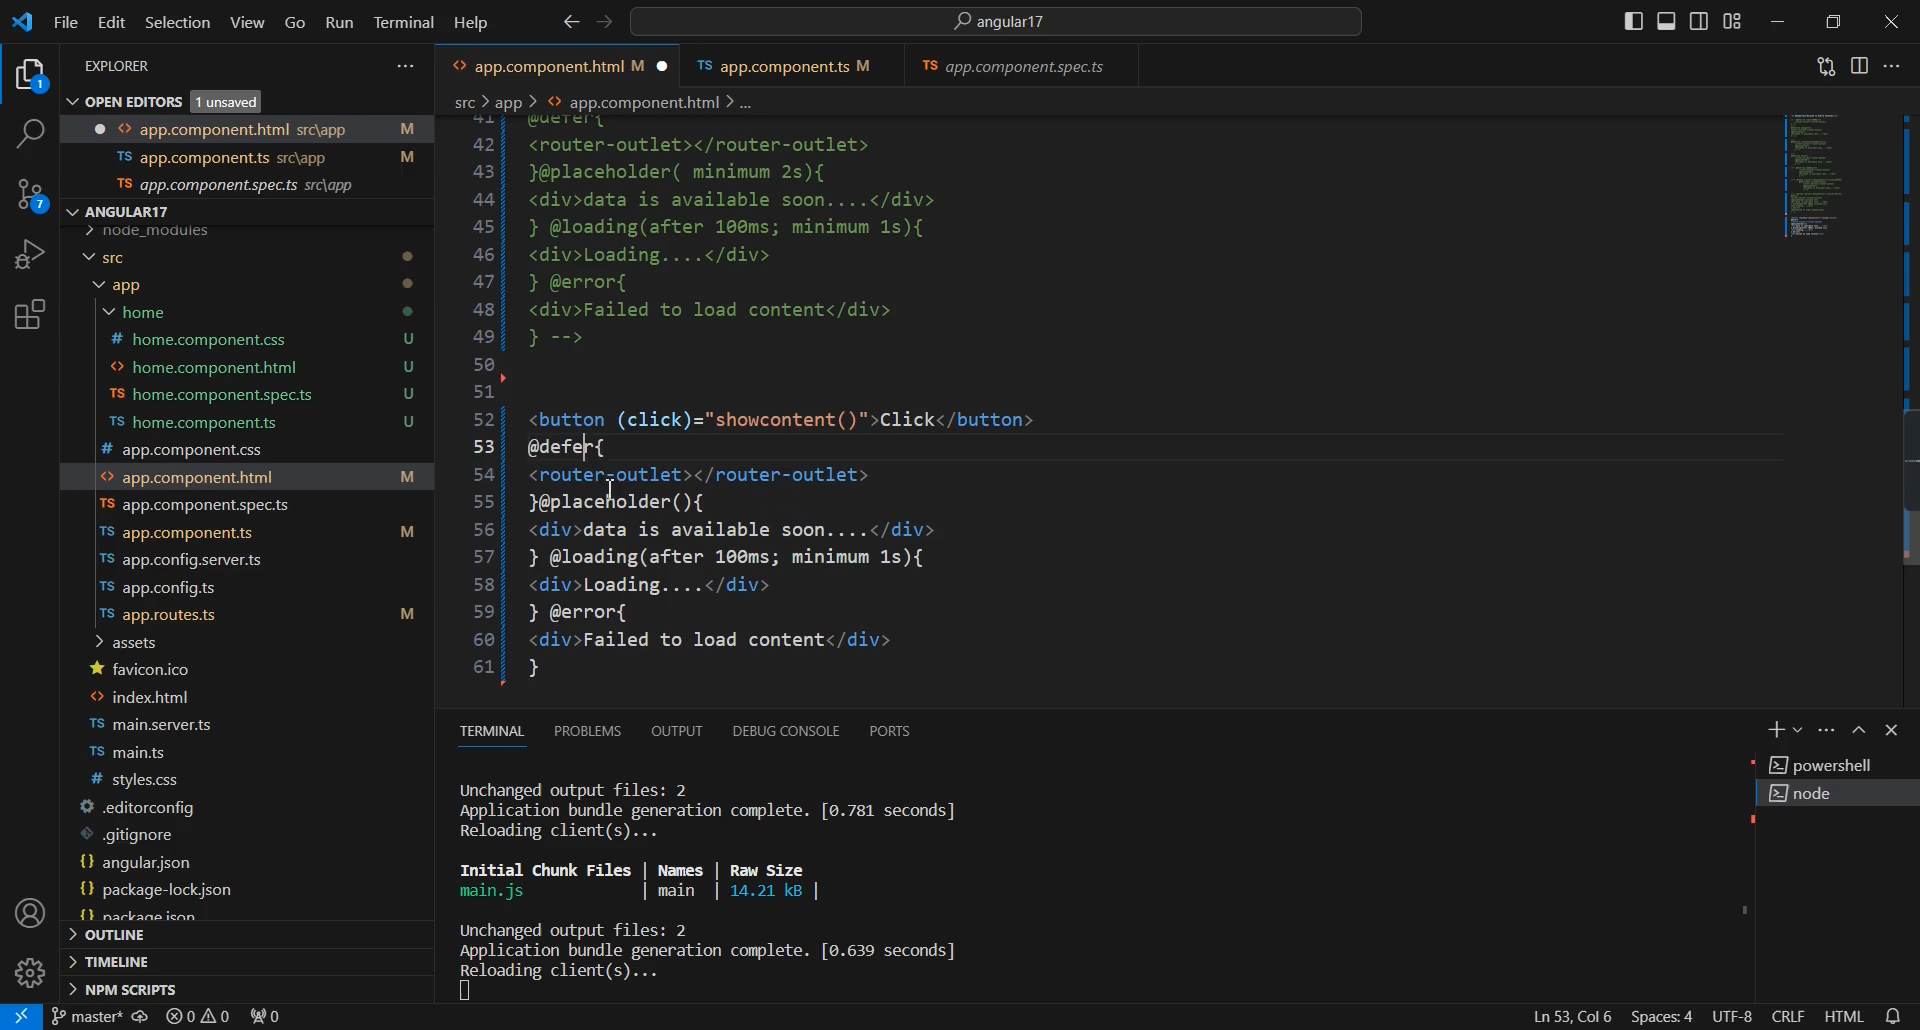 File Edit Selection View Go Run Terminal Help
angular17
EXPLORER
OPEN EDITORS 1 unsaved
app.component.html src\app M
app.component.ts src\app M
app.component.spec.ts src\app
ANGULAR17
node_modules
src
app
home
home.component.css U
home.component.html U
home.component.spec.ts U
home.component.ts U
app.component.css
app.component.html M
app.component.spec.ts
app.component.ts M
app.config.server.ts
app.config.ts
app.routes.ts M
assets
favicon.ico
index.html
main.server.ts
main.ts
styles.css
.editorconfig
.gitignore
angular.json
package-lock.json
package.json
OUTLINE
TIMELINE
NPM SCRIPTS
app.component.html M
TS app.component.ts M
TS app.component.spec.ts
src > app > app.component.html > ...
41 @defer{
42 <router-outlet></router-outlet>
43 }@placeholder( minimum 2s){
44 <div>data is available soon....</div>
45 } @loading(after 100ms; minimum 1s){
46 <div>Loading....</div>
47 } @error{
48 <div>Failed to load content</div>
49 } -->
50
51
52 <button (click)="showcontent()">Click</button>
53 @defer{
54 <router-outlet></router-outlet>
55 }@placeholder(){
56 <div>data is available soon....</div>
57 } @loading(after 100ms; minimum 1s){
58 <div>Loading....</div>
59 } @error{
60 <div>Failed to load content</div>
61 }
TERMINAL PROBLEMS OUTPUT DEBUG CONSOLE PORTS
powershell
node
Unchanged output files: 2
Application bundle generation complete. [0.781 seconds]
Reloading client(s)...
Initial Chunk Files | Names | Raw Size
main.js | main | 14.21 kB |
Unchanged output files: 2
Application bundle generation complete. [0.639 seconds]
Reloading client(s)...
master* 0 0 0 Ln 53, Col 6 Spaces: 4 UTF-8 CRLF HTML